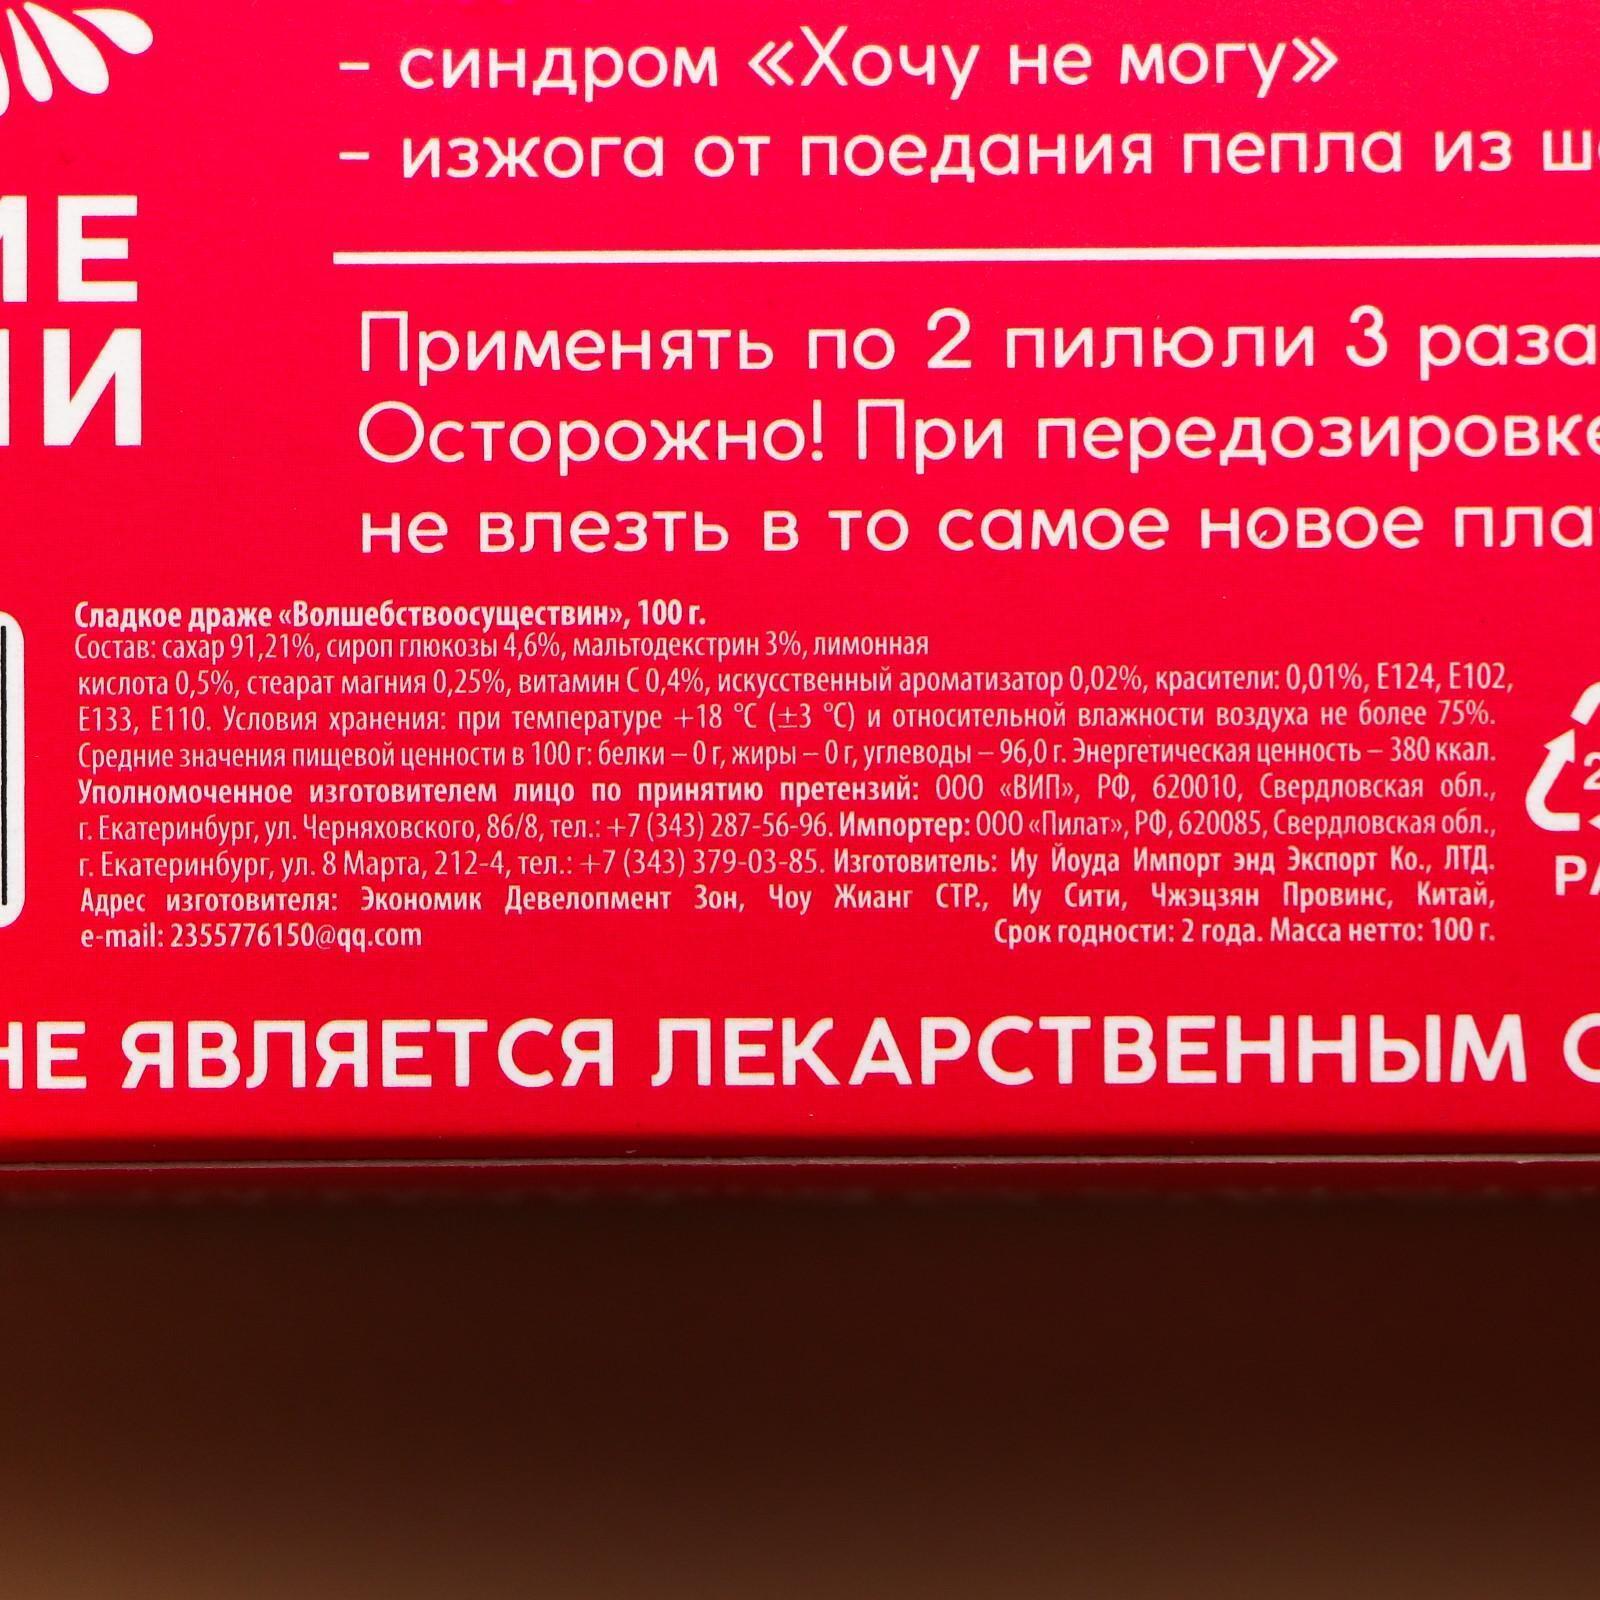 – синдром «Хочу не могу»
– изжога от поедания пепла из
МЕ
ИИ
Применять по 2 пилюли 3 раза
Осторожно! При передозировке
не влезть в то самое новое
Сладкое драже «Волшебствоосуществин», 100 г.
Состав: сахар 91,21%, сироп глюкозы 4,6%, мальтодекстрин 3%, лимонная
кислота 0,5%, стеарат магния 0,25%, витамин С 0,4%, искусственный ароматизатор 0,02%, красители: 0,01%, Е124, Е102,
Е133, Е110. Условия хранения: при температуре +18 °С (±3 °С) и относительной влажности воздуха не более 75%.
Средние значения пищевой ценности в 100 г: белки – 0 г, жиры – 0 г, углеводы – 96,0 г. Энергетическая ценность – 380 ккал.
Уполномоченное изготовителем лицо по принятию претензий: ООО «ВИП», РФ, 620010, Свердловская обл.,
г. Екатеринбург, ул. Черняховского, 86/8, тел.: +7 (343) 287-56-96. Импортер: ООО «Пилат», РФ, 620085, Свердловская обл.,
г. Екатеринбург, ул. 8 Марта, 212-4, тел.: +7 (343) 379-03-85. Изготовитель: Иу Йоуда Импорт энд Экспорт Ко., ЛТД.
Адрес изготовителя: Экономик Девелопмент Зон, Чоу Жианг СТР., Иу Сити, Чжэцзян Провинс, Китай,
e-mail: 2355776150@qq.com Срок годности: 2 года. Масса нетто: 100 г.
НЕ ЯВЛЯЕТСЯ ЛЕКАРСТВЕННЫМ